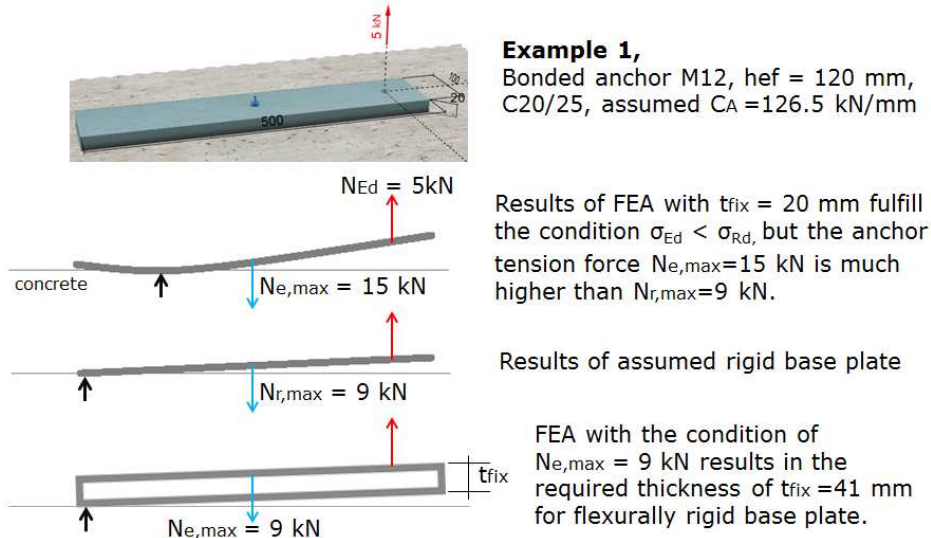 5 kN
100
20
500
Example 1,
Bonded anchor M12, hef = 120 mm,
C20/25, assumed CA =126.5 kN/mm
NEd = 5kN
concrete
Ne,max = 15 kN
Results of FEA with tfix = 20 mm fulfill
the condition σEd < σRd, but the anchor
tension force Ne,max=15 kN is much
higher than Nr,max=9 kN.
Nr,max = 9 kN
Results of assumed rigid base plate
tfix
Ne,max = 9 kN
FEA with the condition of
Ne,max = 9 kN results in the
required thickness of tfix =41 mm
for flexurally rigid base plate.